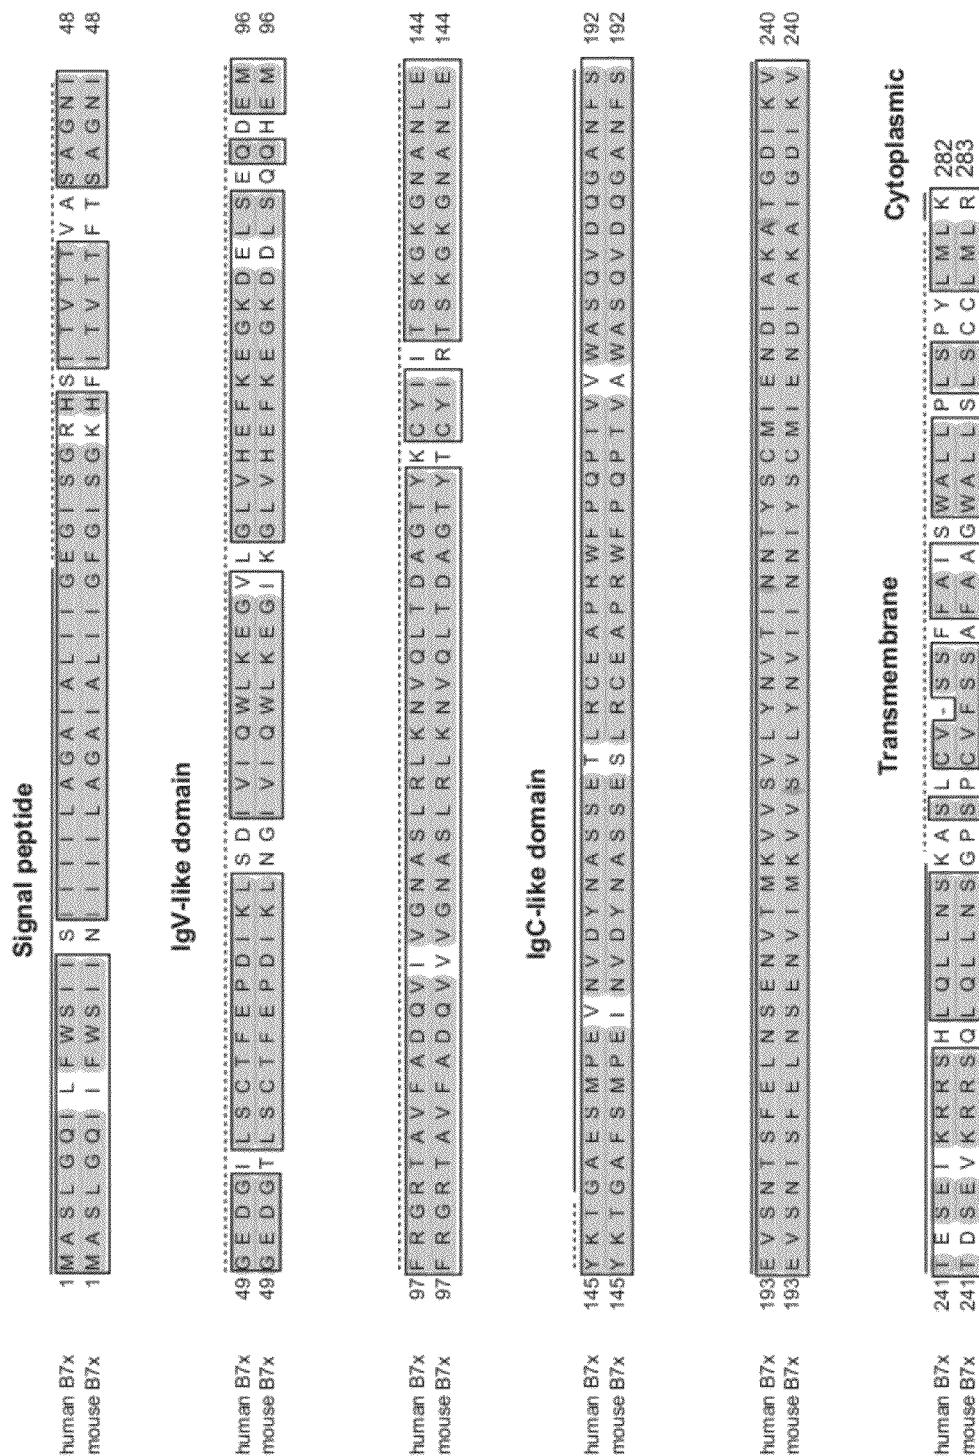 Signal peptide
human B7x 1 M A S L G Q I L F W S I I S I I I I L A G A I A L I I G E G I S G R H S I T V T T V A S A G N I 48
mouse B7x 1 M A S L G Q I I F W S I I N I I I I L A G A I A L I I G F G I S G K H F I T V T T F T S A G N I 48
IgV-like domain
human B7x 49 G E D G I L S C T F E P D I K L S D I V I Q W L K E G V L G L V H E F K E G K D E L S E Q D E M 96
mouse B7x 49 G E D G T L S C T F E P D I K L N G I V I Q W L K E G I K G L V H E F K E G K D D L S Q Q H E M 96
human B7x 97 F R G R T A V F A D Q V I V G N A S L R L K N V Q L T D A G T Y K C Y I I T S K G K G N A N L E 144
mouse B7x 97 F R G R T A V F A D Q V V V G N A S L R L K N V Q L T D A G T Y T C Y I R T S K G K G N A N L E 144
IgC-like domain
human B7x 145 Y K I G A E S M P E V N V D Y N A S S E T L R C E A P R W F P Q P T V V W A S Q V D Q G A N F S 192
mouse B7x 145 Y K T G A F S M P E I N V D Y N A S S E S L R C E A P R W F P Q P T V A W A S Q V D Q G A N F S 192
human B7x 193 E V S N T S F E L N S E N V T M K V V S V L Y N V T I N N T Y S C M I E N D I A K A T G D I K V 240
mouse B7x 193 E V S N I S F E L N S E N V I M K V V S V L Y N V I I N N I Y S C M I E N D I A K A I G D I K V 240
Transmembrane Cytoplasmic
human B7x 241 T E S E I K R R S H L Q L L N S K A S L C V - S S F F A I S W A L L P L S P Y L M L K 282
mouse B7x 241 T D S E V K R R S Q L Q L L N S G P S P C V F S S A F A A G W A L L S L S C C L M L R 283